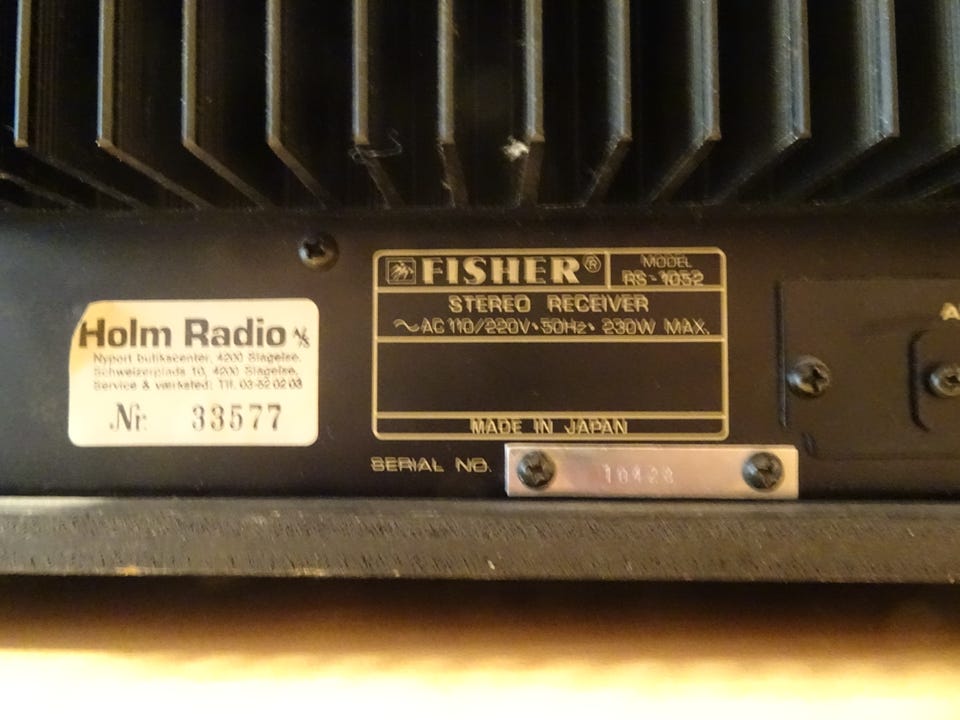 FISHER®
MODEL
RS-1052
STEREO RECEIVER
~AC 110/220V·50Hz· 230W MAX.
MADE IN JAPAN
SERIAL NO.
Holm Radio A/S
Nyport butikscenter, 4200 Slagelse.
Schweizerplads 10, 4200 Slagelse.
Service & værksted: Tlf. 03-52 02 03
Nr. 33577